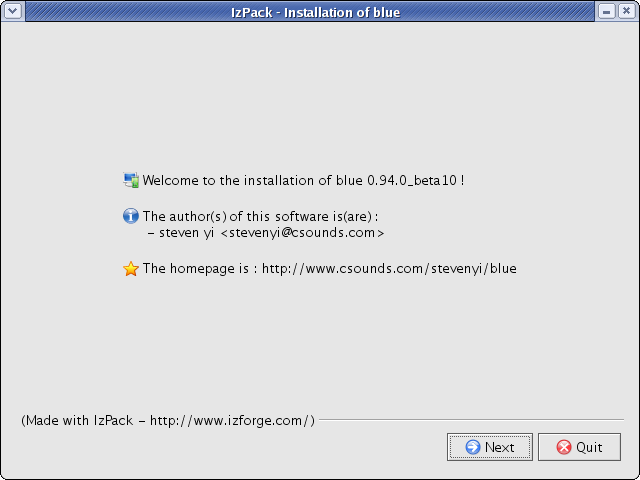 IzPack - Installation of blue
Welcome to the installation of blue 0.94.0_beta10 !
The author(s) of this software is(are) :
- steven yi <stevenyi@csounds.com>
The homepage is : http://www.csounds.com/stevenyi/blue
(Made with IzPack - http://www.izforge.com/)
Next
Quit